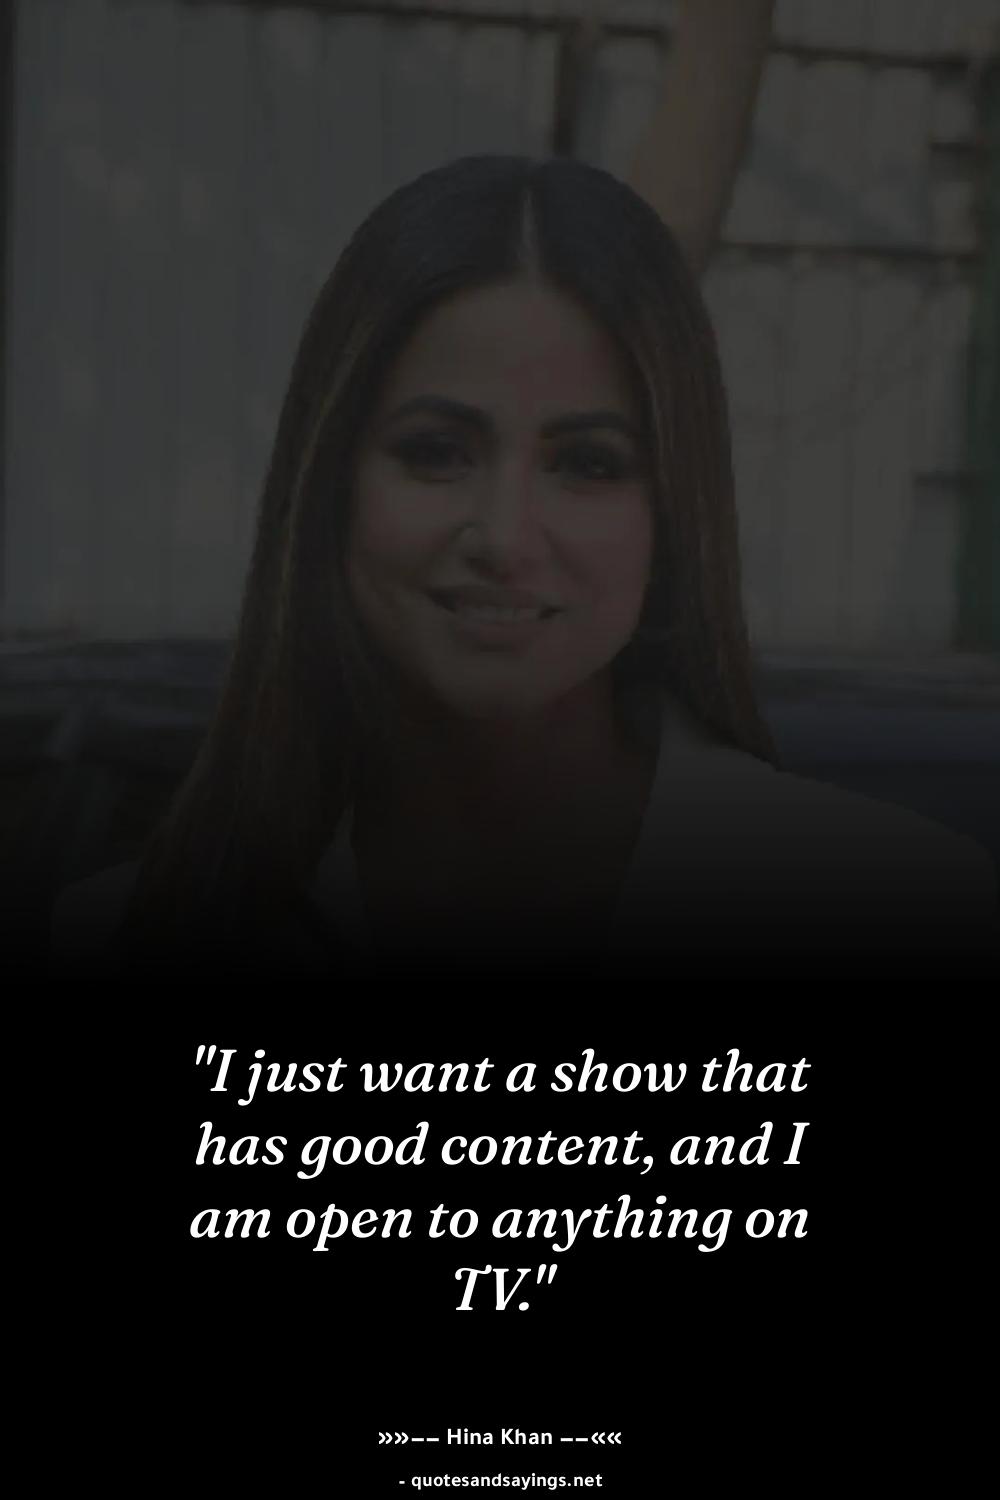 "I just want a show that
has good content, and I
am open to anything on
TV."
»»–– Hina Khan ––««
- quotesandsayings.net